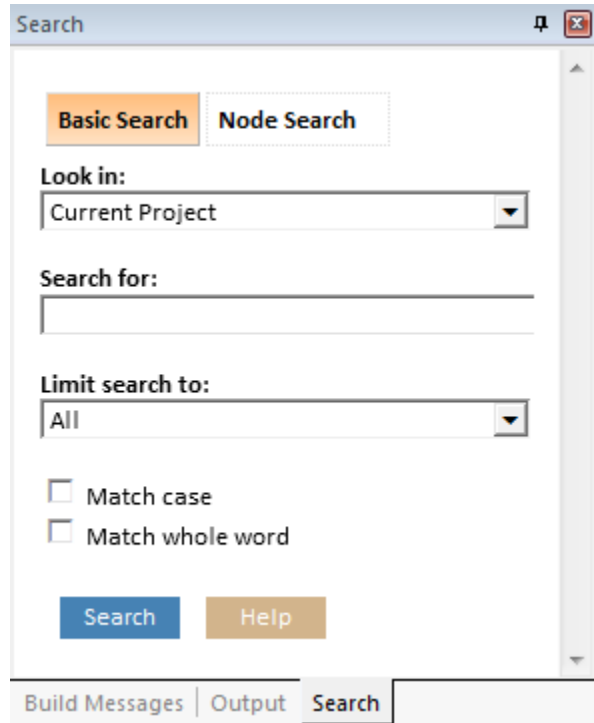 Search
Basic Search Node Search
Look in:
Current Project
Search for:
Limit search to:
All
Match case
Match whole word
Search Help
Build Messages Output Search